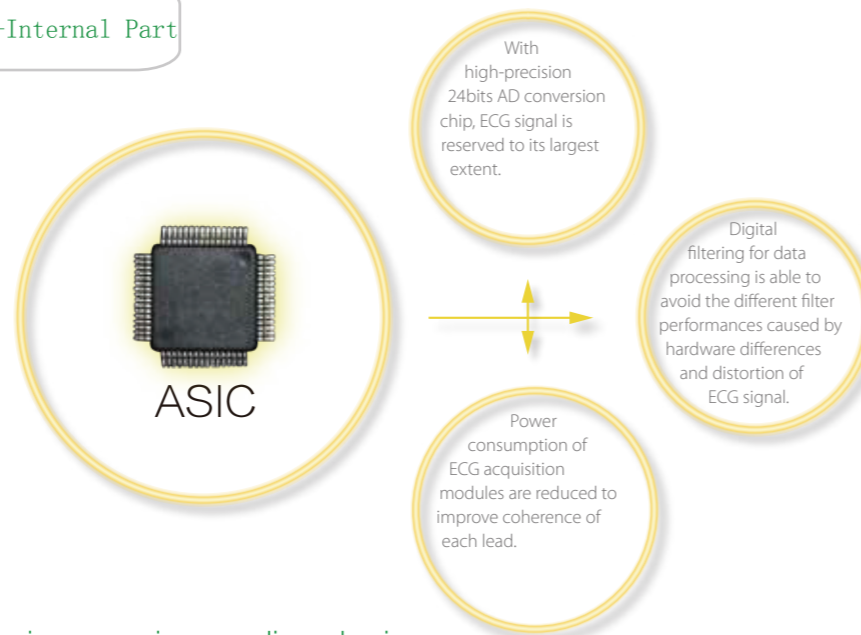 -Internal Part
With
high-precision
24bits AD conversion
chip, ECG signal is
reserved to its largest
extent.
Digital
filtering for data
processing is able to
avoid the different filter
performances caused by
hardware differences
and distortion of
ECG signal.
ASIC
Power
consumption of
ECG acquisition
modules are reduced to
improve coherence of
each lead.